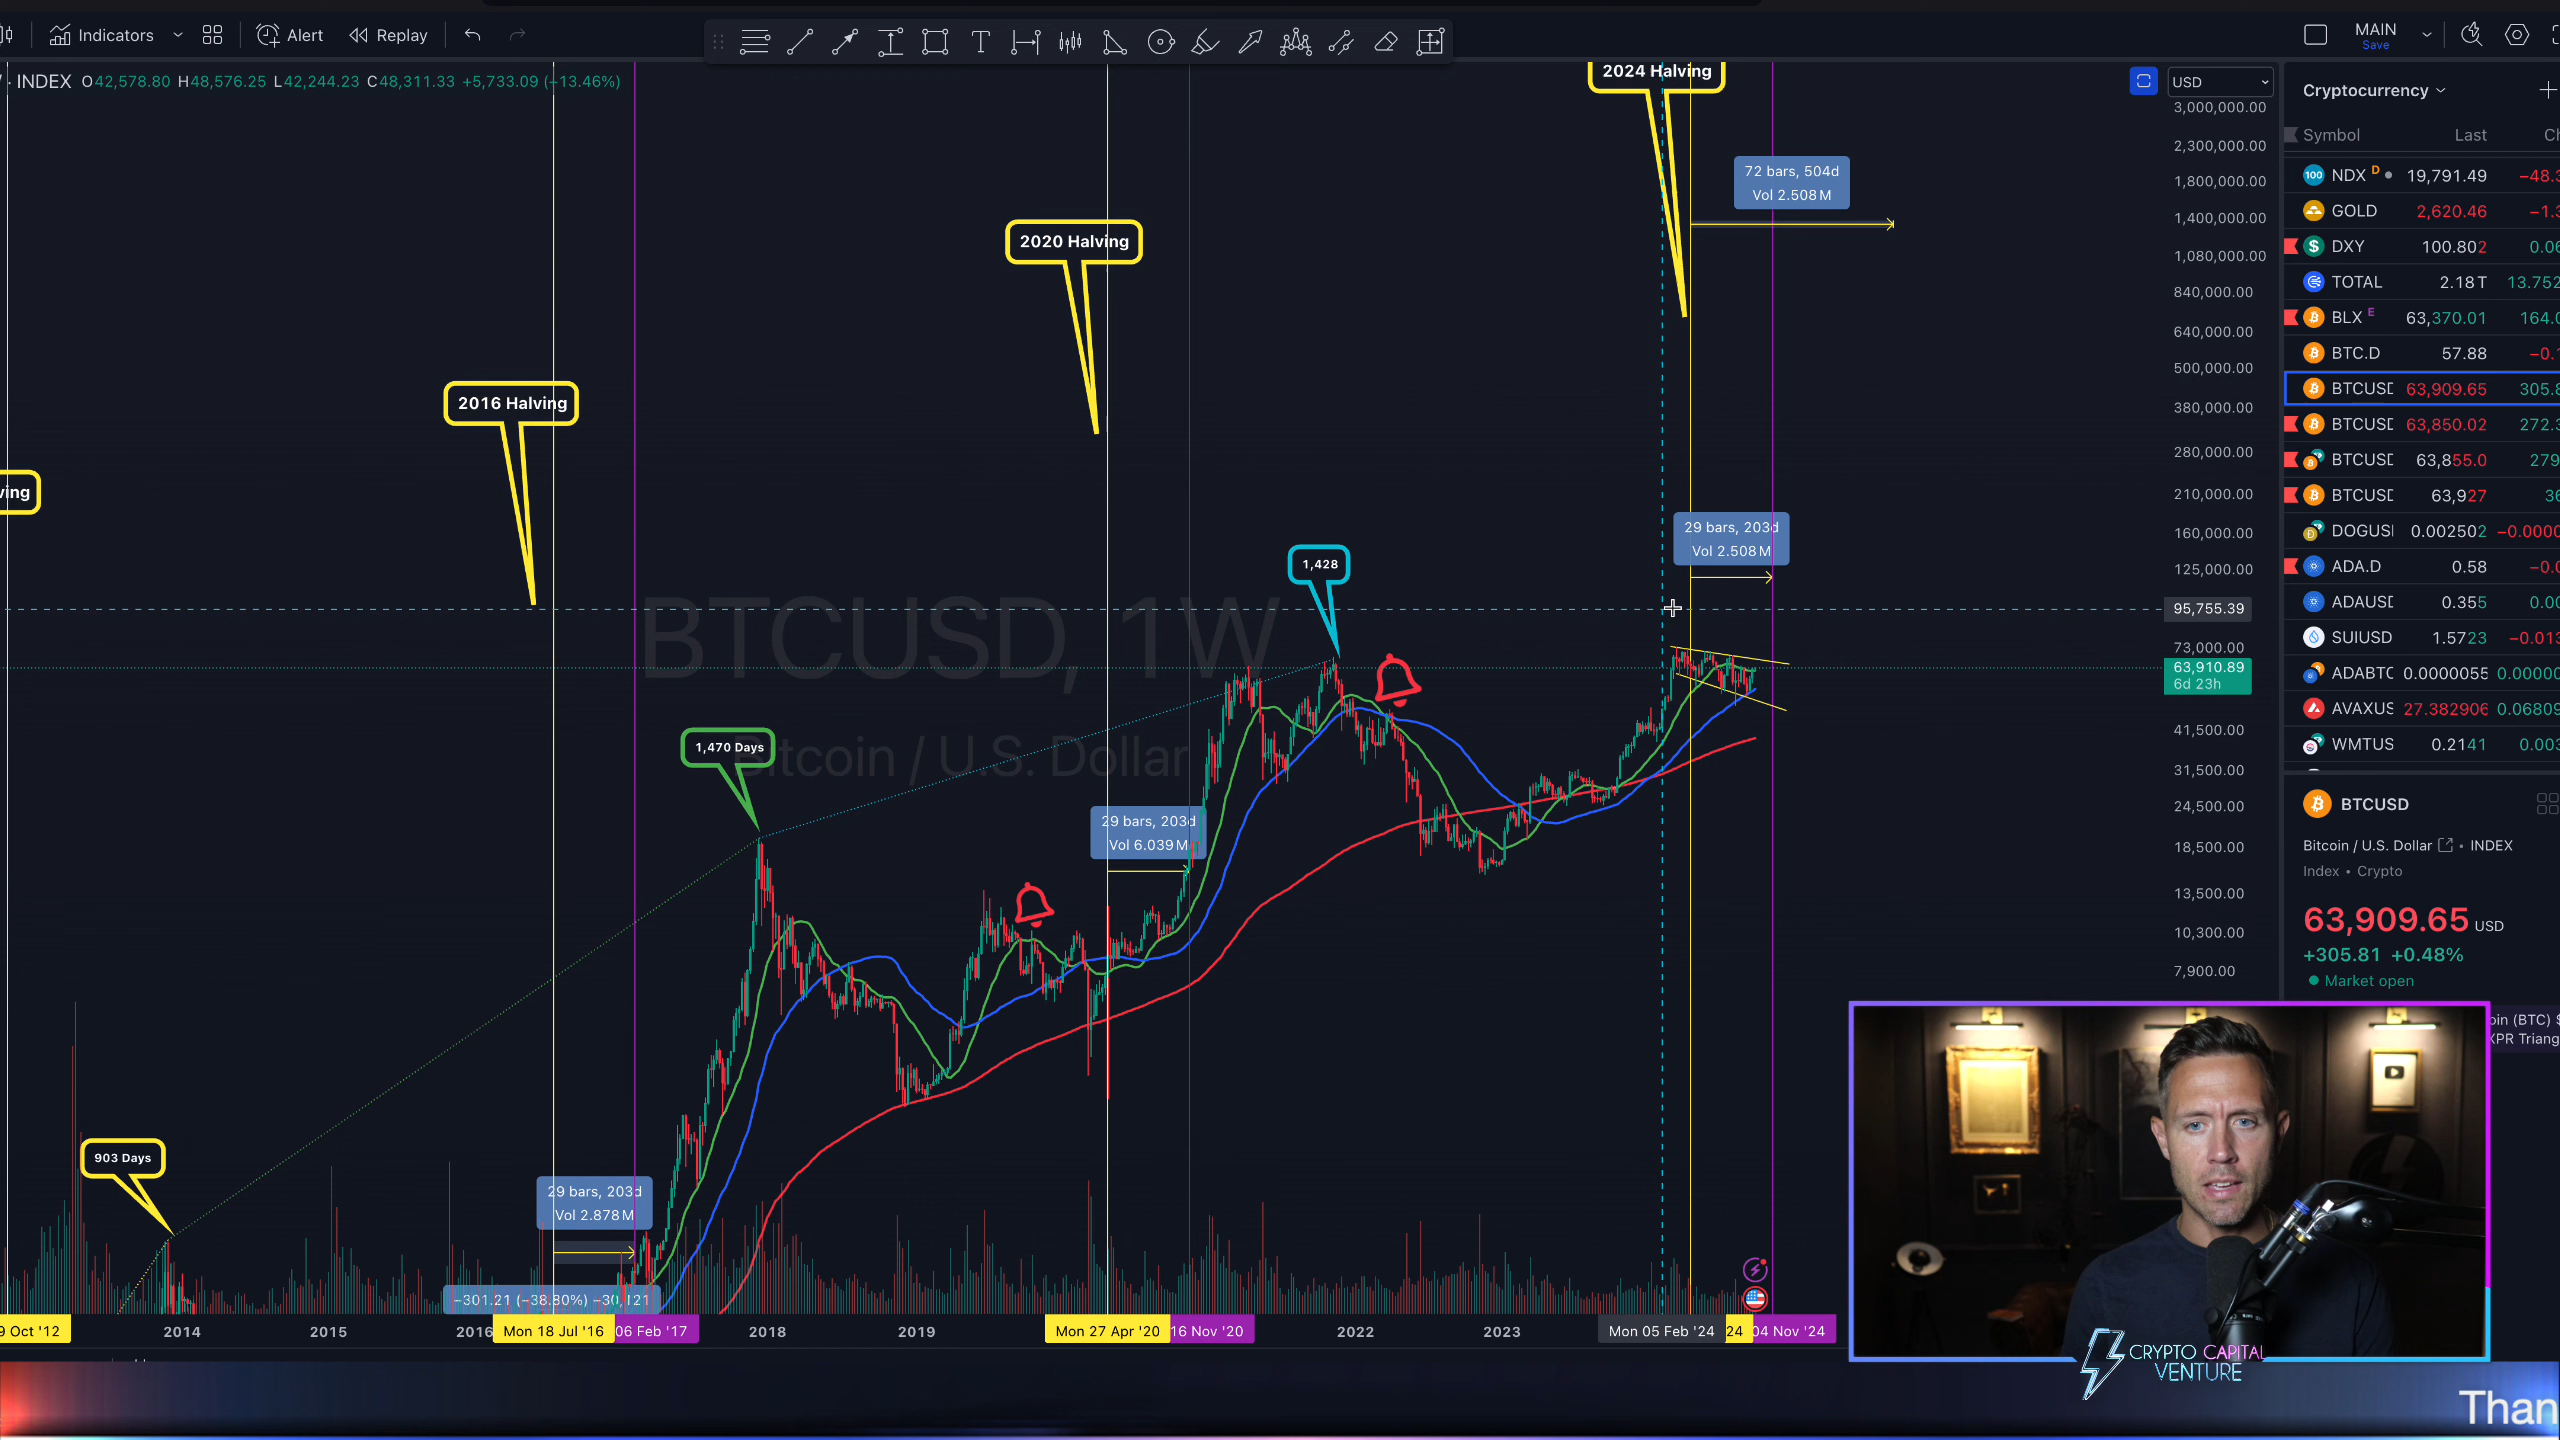 Indicators
Alert
Replay
MAIN
Save
· INDEX O42,578.80 H48,576.25 L42,244.23 C48,311.33 +5,733.09 (+13.46%)
USD
3,000,000.00
2,300,000.00
1,800,000.00
1,400,000.00
1,080,000.00
840,000.00
640,000.00
500,000.00
380,000.00
280,000.00
210,000.00
160,000.00
125,000.00
95,755.39
73,000.00
63,910.89
6d 23h
41,500.00
31,500.00
24,500.00
18,500.00
13,500.00
10,300.00
7,900.00
2024 Halving
72 bars, 504d
Vol 2.508M
2020 Halving
2016 Halving
ving
29 bars, 203d
Vol 2.508M
1,428
BTCUSD, 1W
Bitcoin / U.S. Dollar
1,470 Days
29 bars, 203d
Vol 6.039M
903 Days
29 bars, 203d
Vol 2.878M
−301.21 (−38.80%) −30,121
9 Oct '12
2014
2015
2016
Mon 18 Jul '16
06 Feb '17
2018
2019
Mon 27 Apr '20
16 Nov '20
2022
2023
Mon 05 Feb '24
24
04 Nov '24
Cryptocurrency
Symbol Last Ch
100 NDX D 19,791.49 −48.3
GOLD 2,620.46 −1.3
DXY 100.802 0.06
TOTAL 2.18T 13.752
BLX E 63,370.01 164.0
BTC.D 57.88 −0.1
BTCUSD 63,909.65 305.8
BTCUSD 63,850.02 272.3
BTCUSD 63,855.0 279
BTCUSD 63,927 36
DOGUSI 0.002502 −0.0000
ADA.D 0.58 −0.0
ADAUSD 0.355 0.00
SUIUSD 1.5723 −0.013
ADABTC 0.0000055 0.0000
AVAXUS 27.382906 0.06809
WMTUS 0.2141 0.003
BTCUSD
Bitcoin / U.S. Dollar • INDEX
Index • Crypto
63,909.65 USD
+305.81 +0.48%
Market open
oin (BTC) $
XPR Triang
CRYPTO CAPITAL
VENTURE
Than